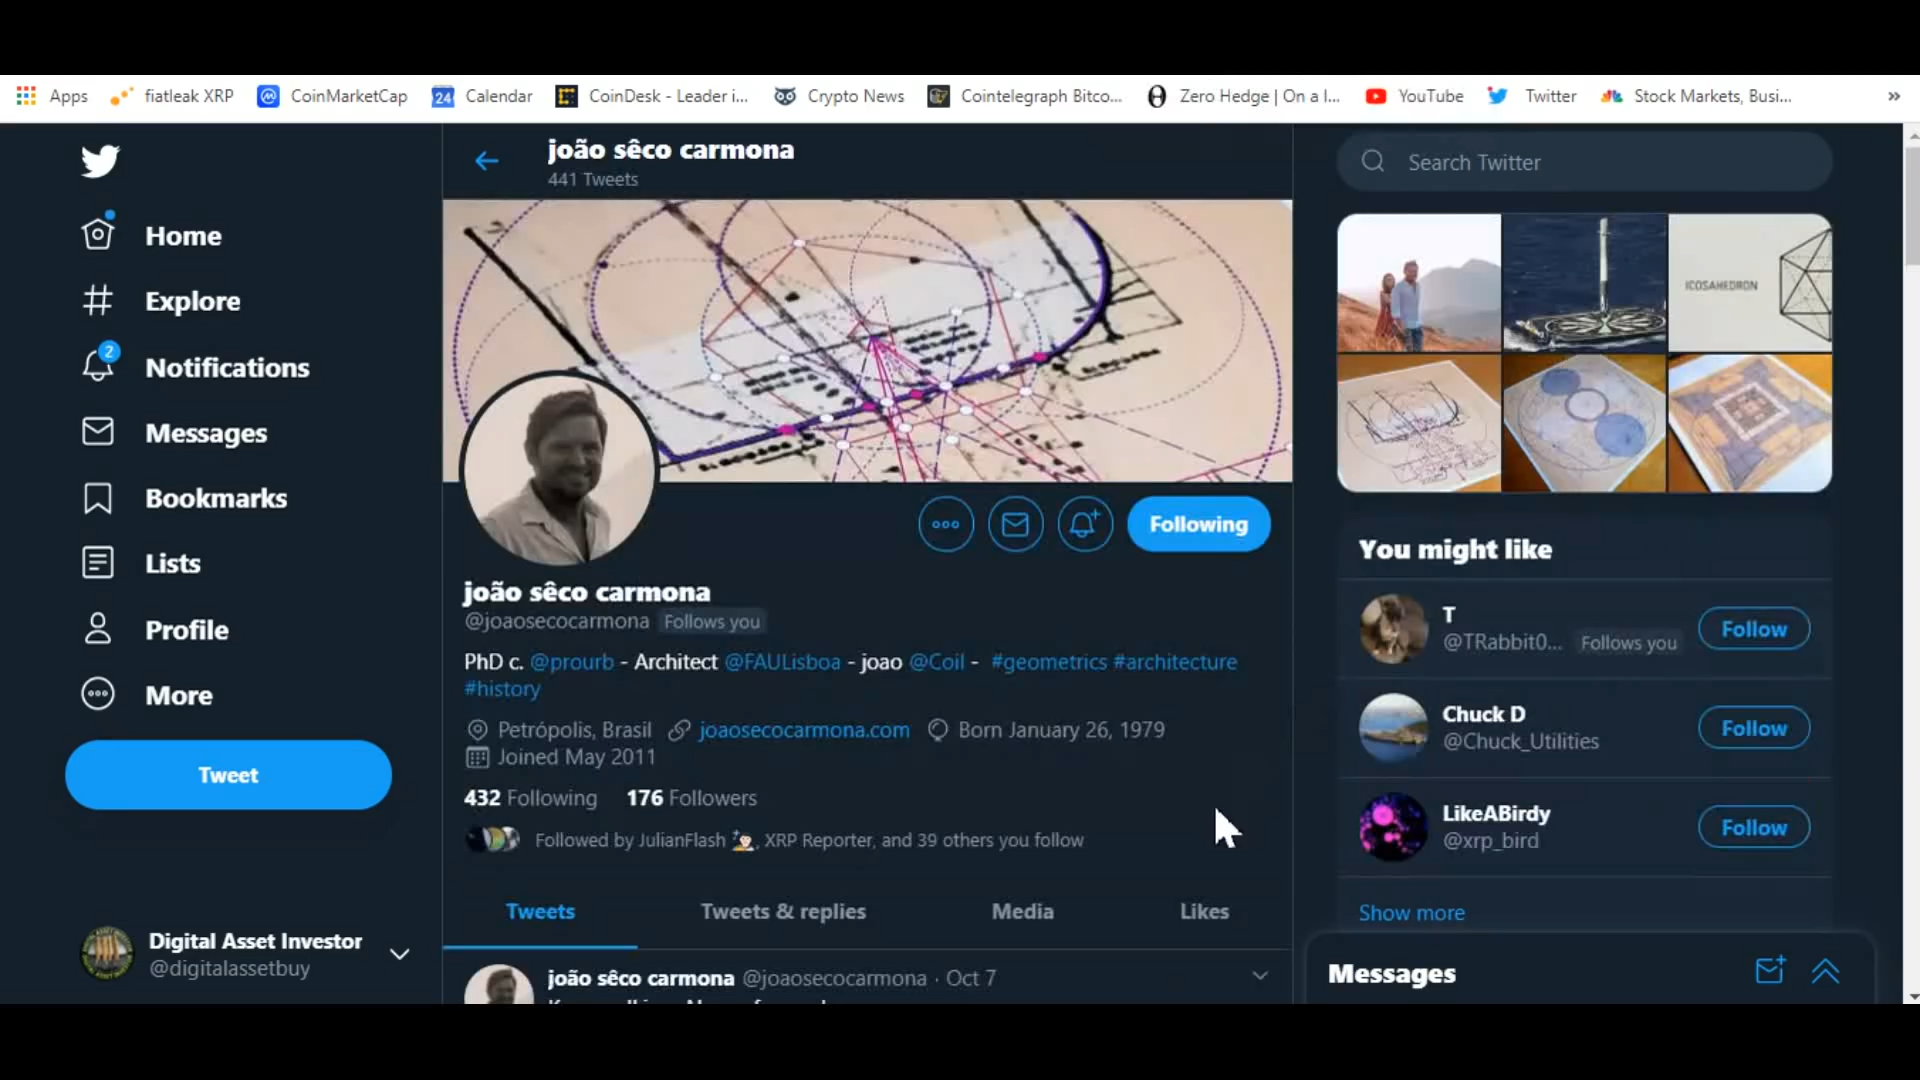 Apps fiatleak XRP CoinMarketCap 24 Calendar CoinDesk - Leader i... Crypto News Cointelegraph Bitco... Zero Hedge | On a l... YouTube Twitter Stock Markets, Busi... »
joão sêco carmona
441 Tweets
Search Twitter
Home
Explore
2
Notifications
Messages
Bookmarks
Lists
Profile
More
Tweet
Digital Asset Investor
@digitalassetbuy
Following
joão sêco carmona
@joaosecocarmona Follows you
PhD c. @prourb - Architect @FAULisboa - joao @Coil - #geometrics #architecture
#history
Petrópolis, Brasil joaosecocarmona.com Born January 26, 1979
Joined May 2011
432 Following 176 Followers
Followed by JulianFlash, XRP Reporter, and 39 others you follow
Tweets Tweets & replies Media Likes
joão sêco carmona @joaosecocarmona · Oct 7
ICOSAHEDRON
You might like
T
@TRabbit0... Follows you
Follow
Chuck D
@Chuck_Utilities
Follow
LikeABirdy
@xrp_bird
Follow
Show more
Messages